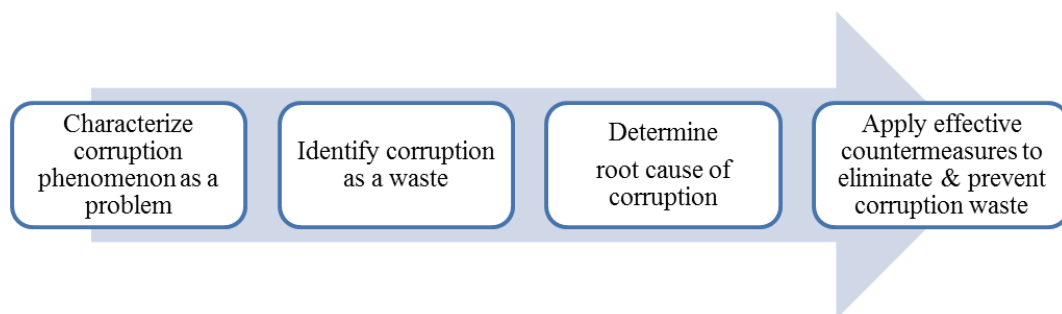 Characterize
corruption
phenomenon as a
problem
Identify corruption
as a waste
Determine
root cause of
corruption
Apply effective
countermeasures to
eliminate & prevent
corruption waste